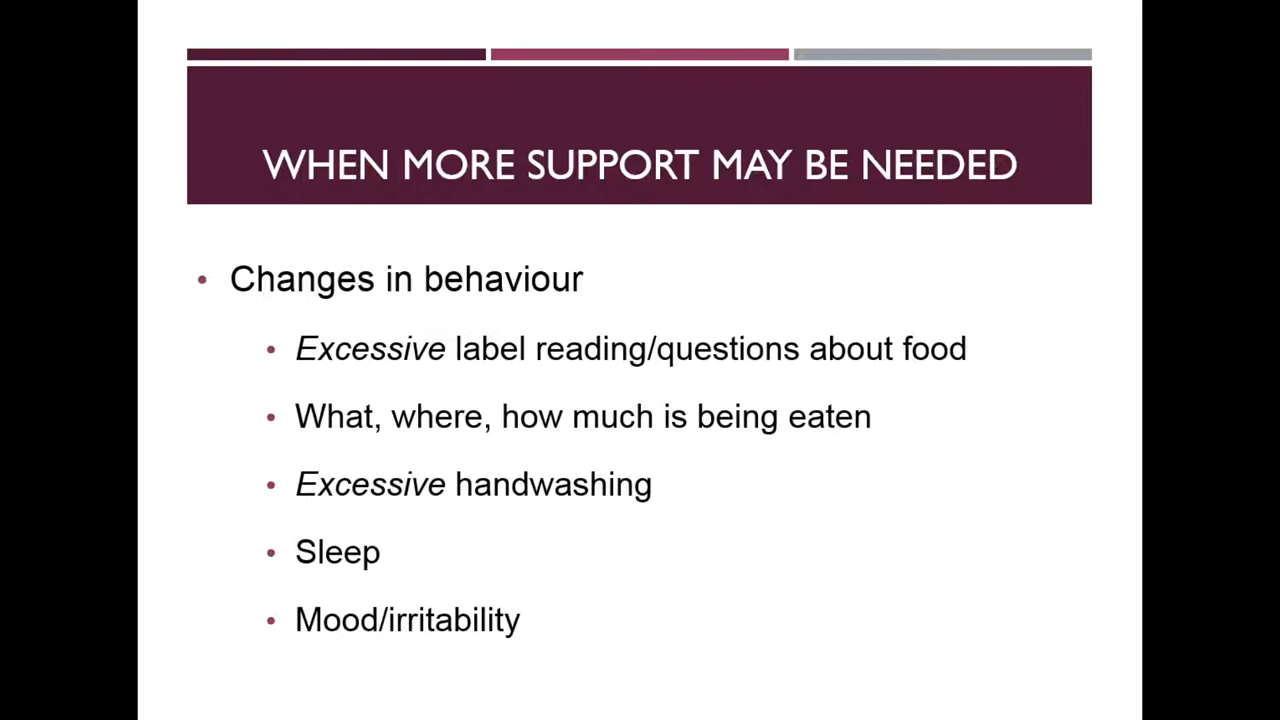 WHEN MORE SUPPORT MAY BE NEEDED
• Changes in behaviour
• Excessive label reading/questions about food
• What, where, how much is being eaten
• Excessive handwashing
• Sleep
• Mood/irritability